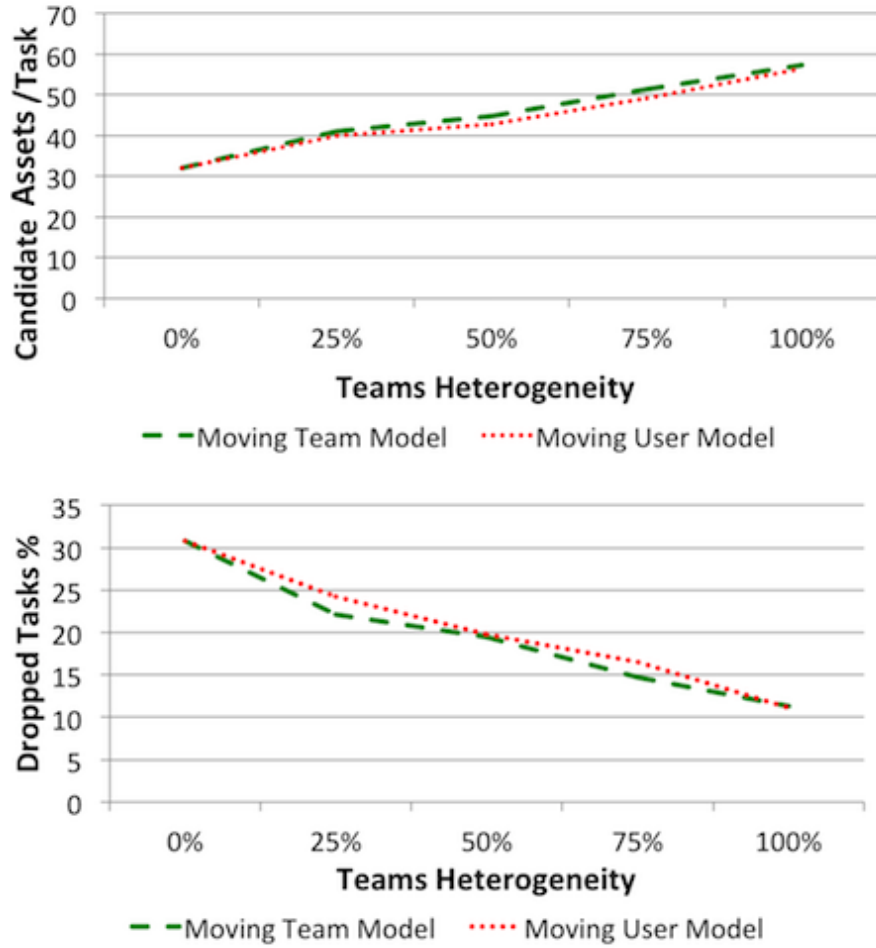 70
60
50
40
30
20
10
0
Candidate Assets /Task
0% 25% 50% 75% 100%
Teams Heterogeneity
Moving Team Model Moving User Model
35
30
25
20
15
10
5
0
Dropped Tasks %
0% 25% 50% 75% 100%
Teams Heterogeneity
Moving Team Model Moving User Model